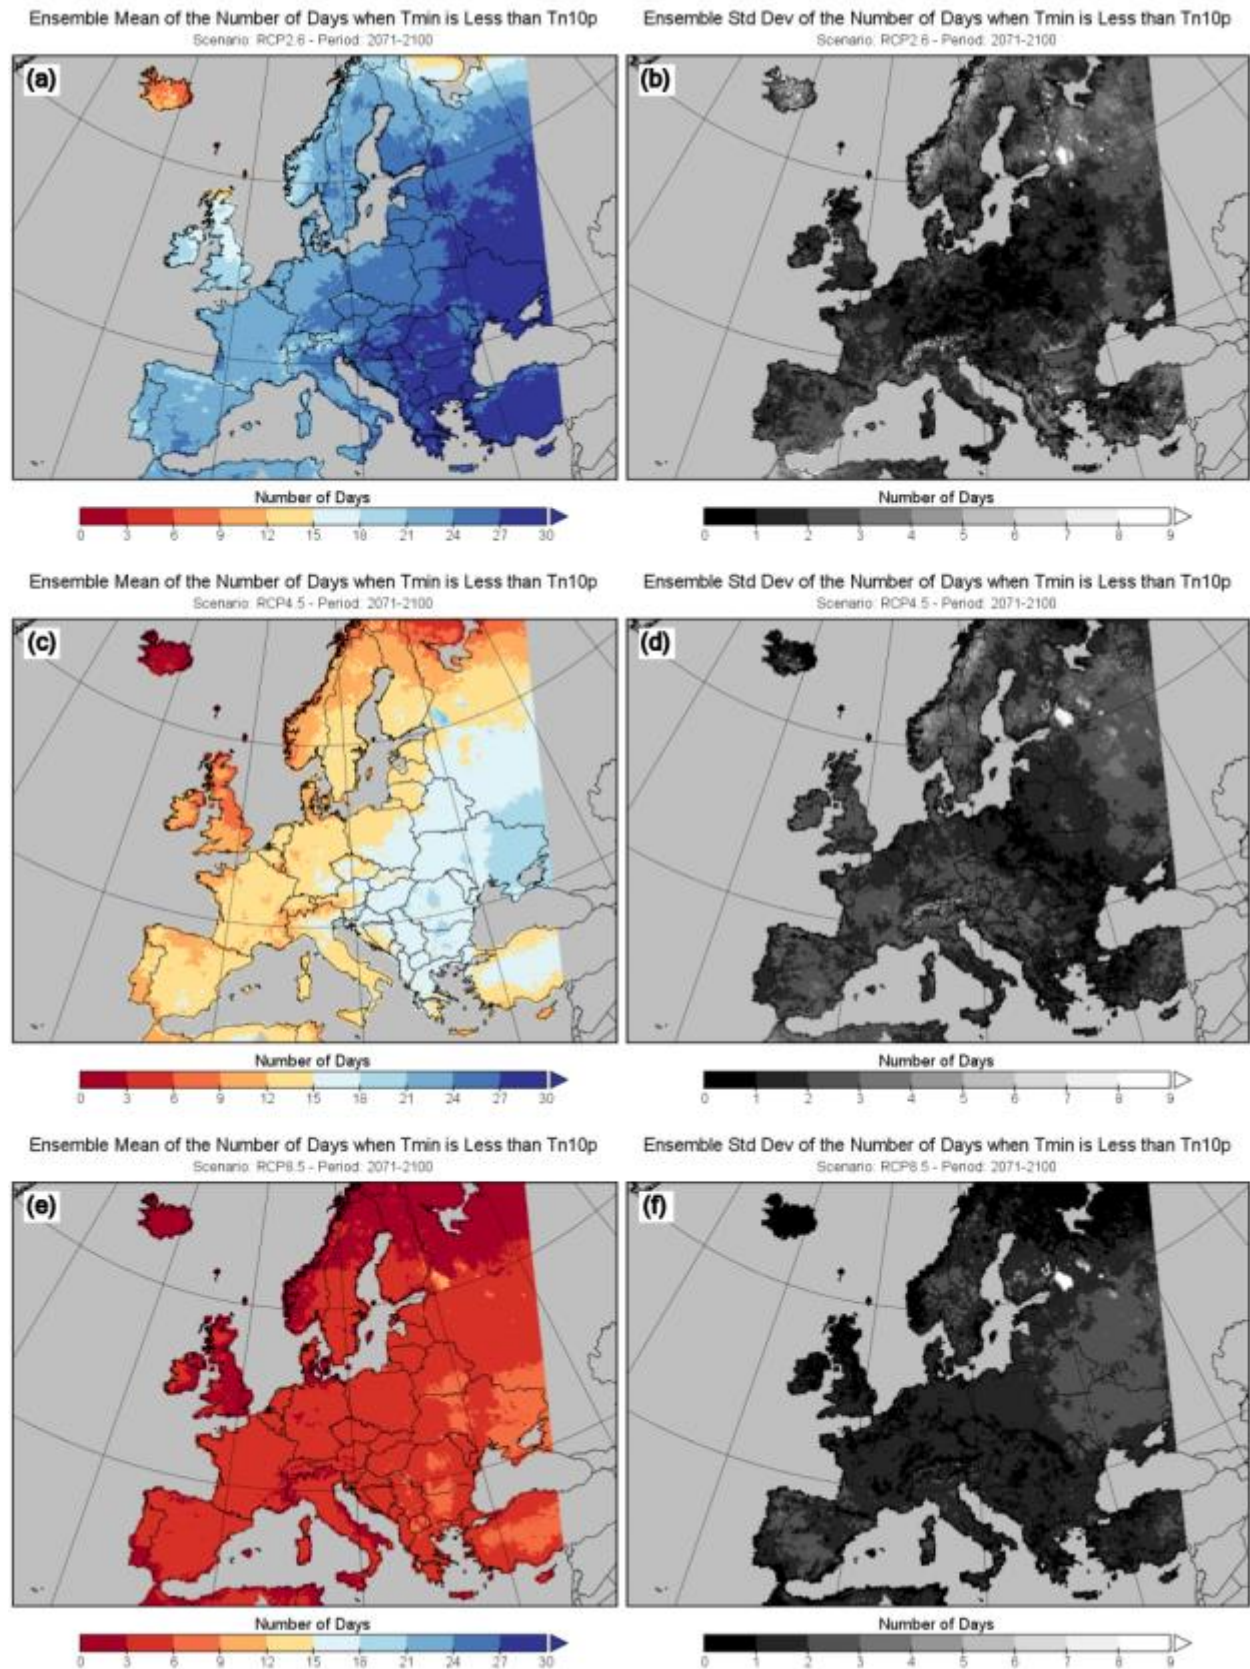 Ensemble Mean of the Number of Days when Tmin is Less than Tn10p
Scenario: RCP2.6 - Period: 2071-2100
(a)
Number of Days
0 3 6 9 12 15 18 21 24 27 30
Ensemble Std Dev of the Number of Days when Tmin is Less than Tn10p
Scenario: RCP2.6 - Period: 2071-2100
(b)
Number of Days
0 1 2 3 4 5 6 7 8 9
Ensemble Mean of the Number of Days when Tmin is Less than Tn10p
Scenario: RCP4.5 - Period: 2071-2100
(c)
Number of Days
0 3 6 9 12 15 18 21 24 27 30
Ensemble Std Dev of the Number of Days when Tmin is Less than Tn10p
Scenario: RCP4.5 - Period: 2071-2100
(d)
Number of Days
0 1 2 3 4 5 6 7 8 9
Ensemble Mean of the Number of Days when Tmin is Less than Tn10p
Scenario: RCP8.5 - Period: 2071-2100
(e)
Number of Days
0 3 6 9 12 15 18 21 24 27 30
Ensemble Std Dev of the Number of Days when Tmin is Less than Tn10p
Scenario: RCP8.5 - Period: 2071-2100
(f)
Number of Days
0 1 2 3 4 5 6 7 8 9